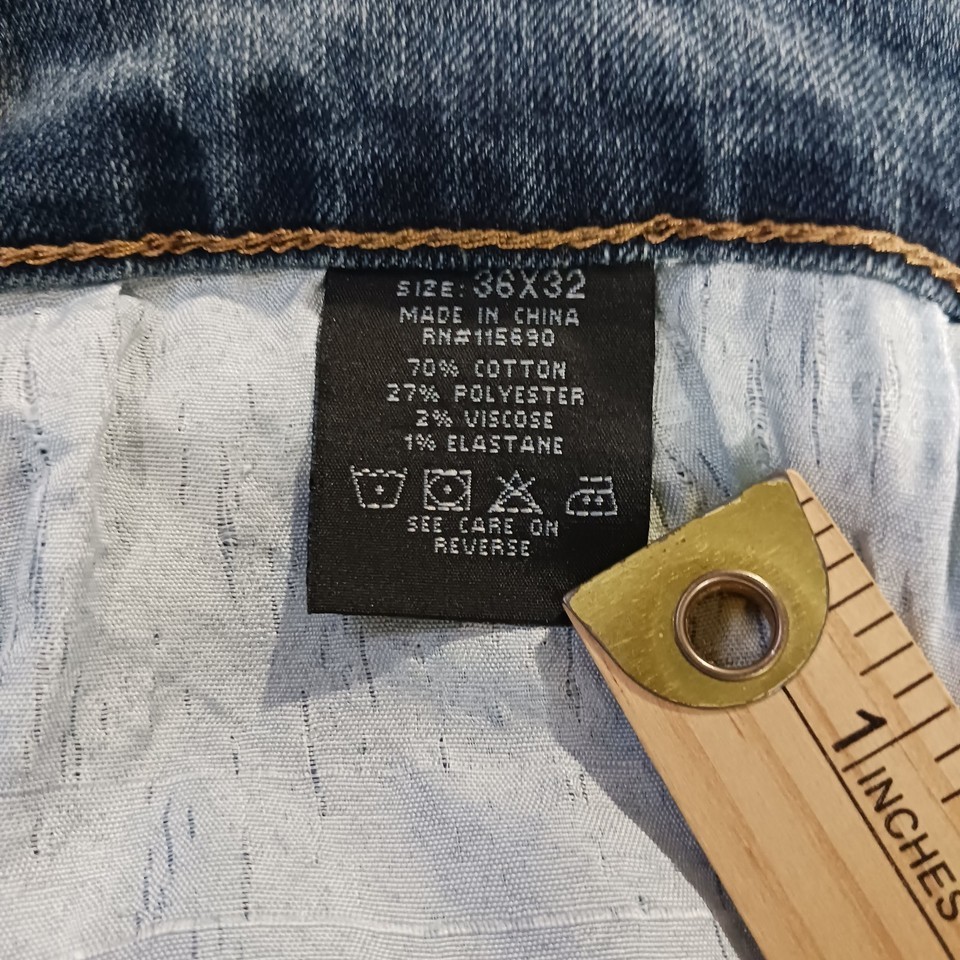 SIZE: 36X32
MADE IN CHINA
RN#115690
70% COTTON
27% POLYESTER
2% VISCOSE
1% ELASTANE
SEE CARE ON
REVERSE
1
INCHES